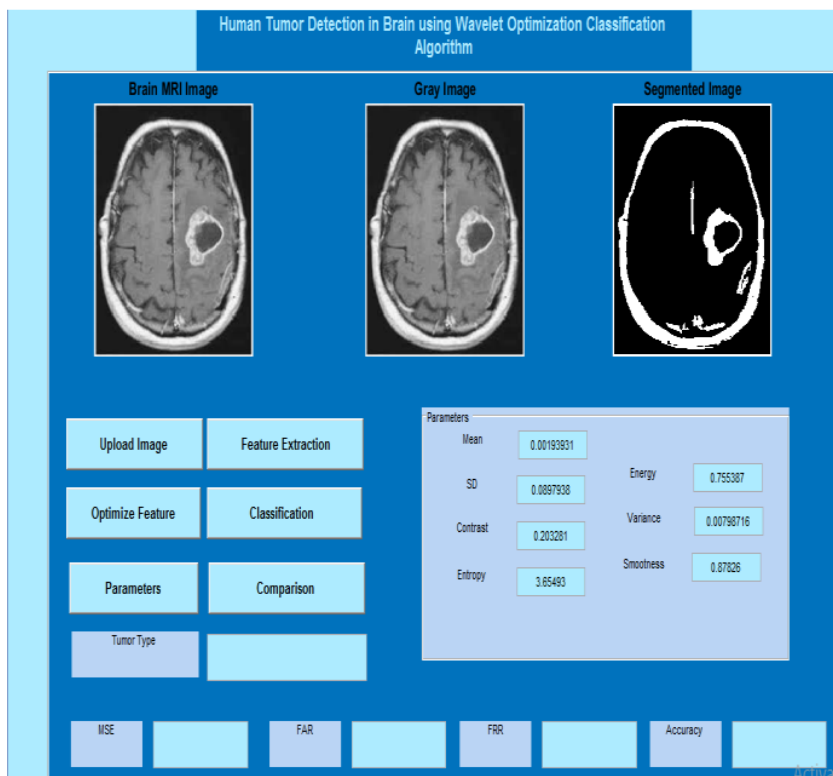 Human Tumor Detection in Brain using Wavelet Optimization Classification
Algorithm
Brain MRI Image
Gray Image
Segmented Image
Upload Image
Feature Extraction
Optimize Feature
Classification
Parameters
Comparison
Tumor Type
Parameters
Mean
0.00193931
SD
0.0897938
Contrast
0.203281
Entropy
3.65493
Energy
0.755387
Variance
0.00798716
Smootness
0.87826
MSE
FAR
FRR
Accuracy